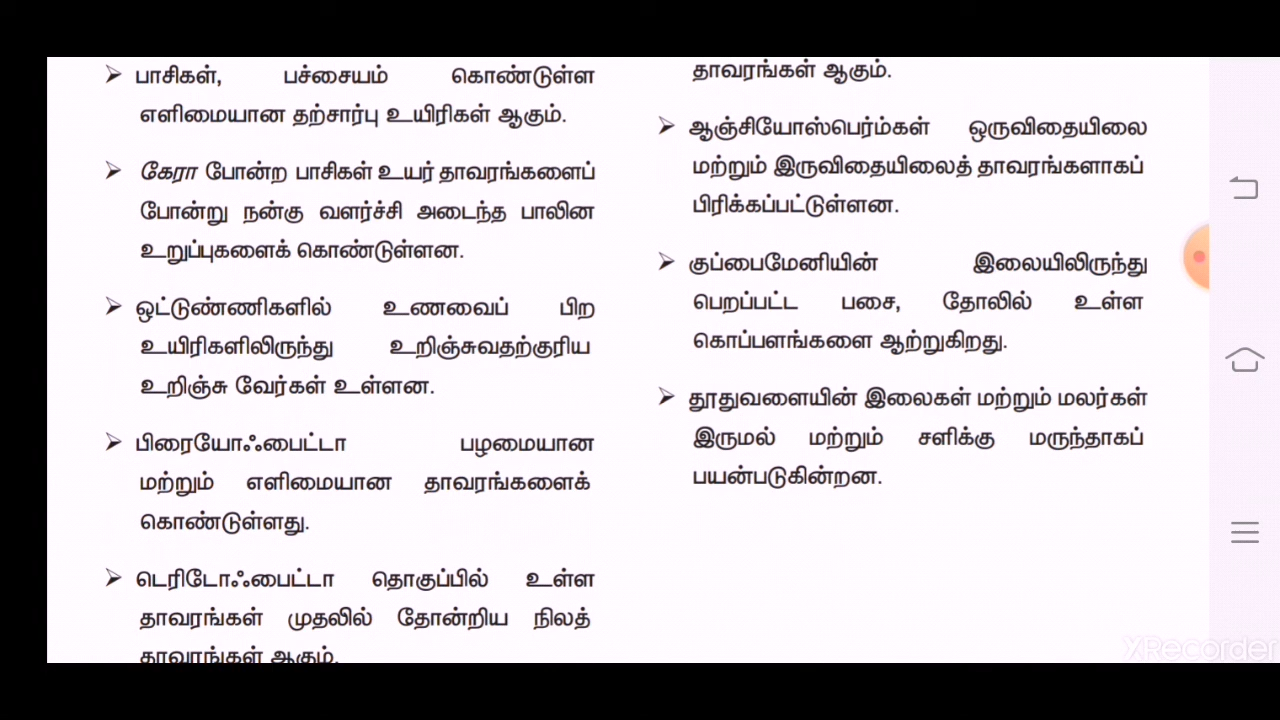 ➢ பாசிகள், பச்சையம் கொண்டுள்ள
எளிமையான தற்சார்பு உயிரிகள் ஆகும்.
➢ கேரா போன்ற பாசிகள் உயர் தாவரங்களைப்
போன்று நன்கு வளர்ச்சி அடைந்த பாலின
உறுப்புகளைக் கொண்டுள்ளன.
➢ ஒட்டுண்ணிகளில் உணவைப் பிற
உயிரிகளிலிருந்து உறிஞ்சுவதற்குரிய
உறிஞ்சு வேர்கள் உள்ளன.
➢ பிரையோஃபைட்டா பழமையான
மற்றும் எளிமையான தாவரங்களைக்
கொண்டுள்ளது.
➢ டெரிடோஃபைட்டா தொகுப்பில் உள்ள
தாவரங்கள் முதலில் தோன்றிய நிலத்
தாவரங்கள் ஆகும்.
தாவரங்கள் ஆகும்.
➢ ஆஞ்சியோஸ்பெர்ம்கள் ஒருவிதையிலை
மற்றும் இருவிதையிலைத் தாவரங்களாகப்
பிரிக்கப்பட்டுள்ளன.
➢ குப்பைமேனியின் இலையிலிருந்து
பெறப்பட்ட பசை, தோலில் உள்ள
கொப்பளங்களை ஆற்றுகிறது.
➢ தூதுவளையின் இலைகள் மற்றும் மலர்கள்
இருமல் மற்றும் சளிக்கு மருந்தாகப்
பயன்படுகின்றன.
XRecorder